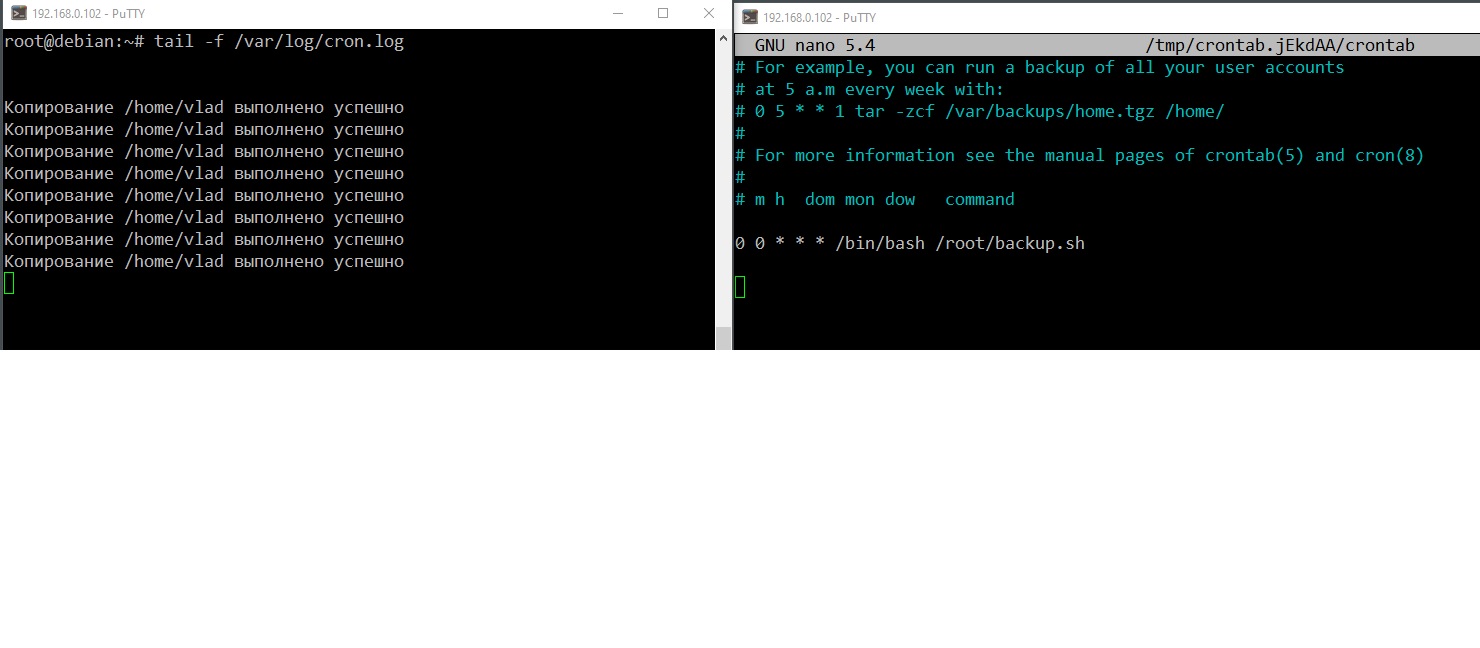 192.168.0.102 - PuTTY
root@debian:~# tail -f /var/log/cron.log
Копирование /home/vlad выполнено успешно
Копирование /home/vlad выполнено успешно
Копирование /home/vlad выполнено успешно
Копирование /home/vlad выполнено успешно
Копирование /home/vlad выполнено успешно
Копирование /home/vlad выполнено успешно
Копирование /home/vlad выполнено успешно
Копирование /home/vlad выполнено успешно
192.168.0.102 - PuTTY
GNU nano 5.4 /tmp/crontab.jEkdAA/crontab
# For example, you can run a backup of all your user accounts
# at 5 a.m every week with:
# 0 5 * * 1 tar -zcf /var/backups/home.tgz /home/
#
# For more information see the manual pages of crontab(5) and cron(8)
#
# m h  dom mon dow   command
0 0 * * * /bin/bash /root/backup.sh